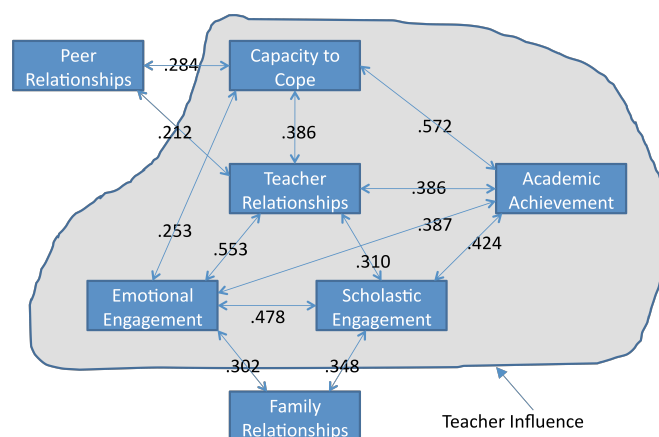 Peer
Relationships
.284
Capacity to
Cope
.212
.386
.572
Teacher
Relationships
.386
Academic
Achievement
.387
.253
.553
.310
.424
Emotional
Engagement
.478
Scholastic
Engagement
.302
.348
Family
Relationships
Teacher Influence